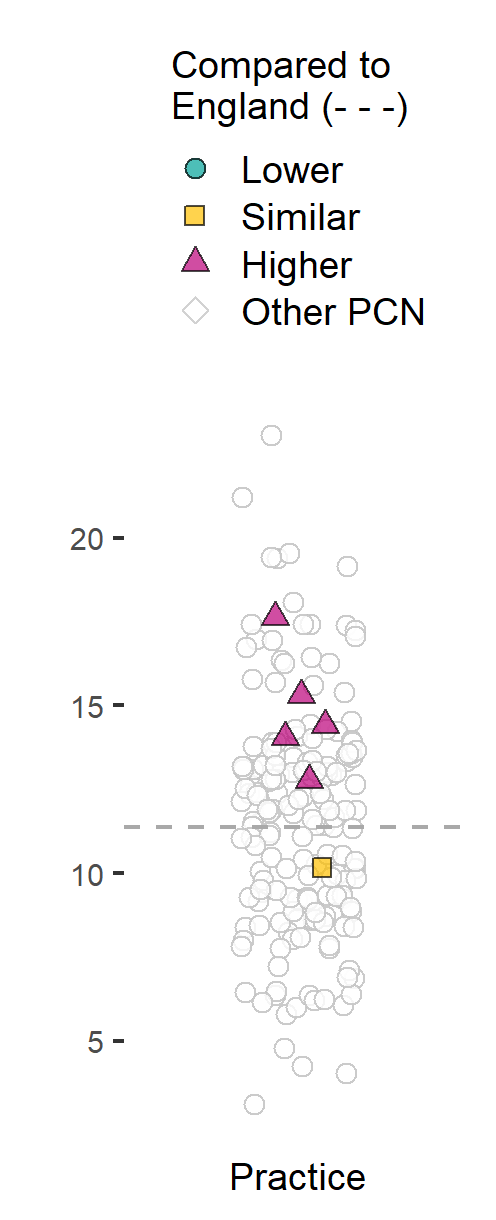 Compared to
England (- - -)
Lower
Similar
Higher
Other PCN
20
15
10
5
Practice